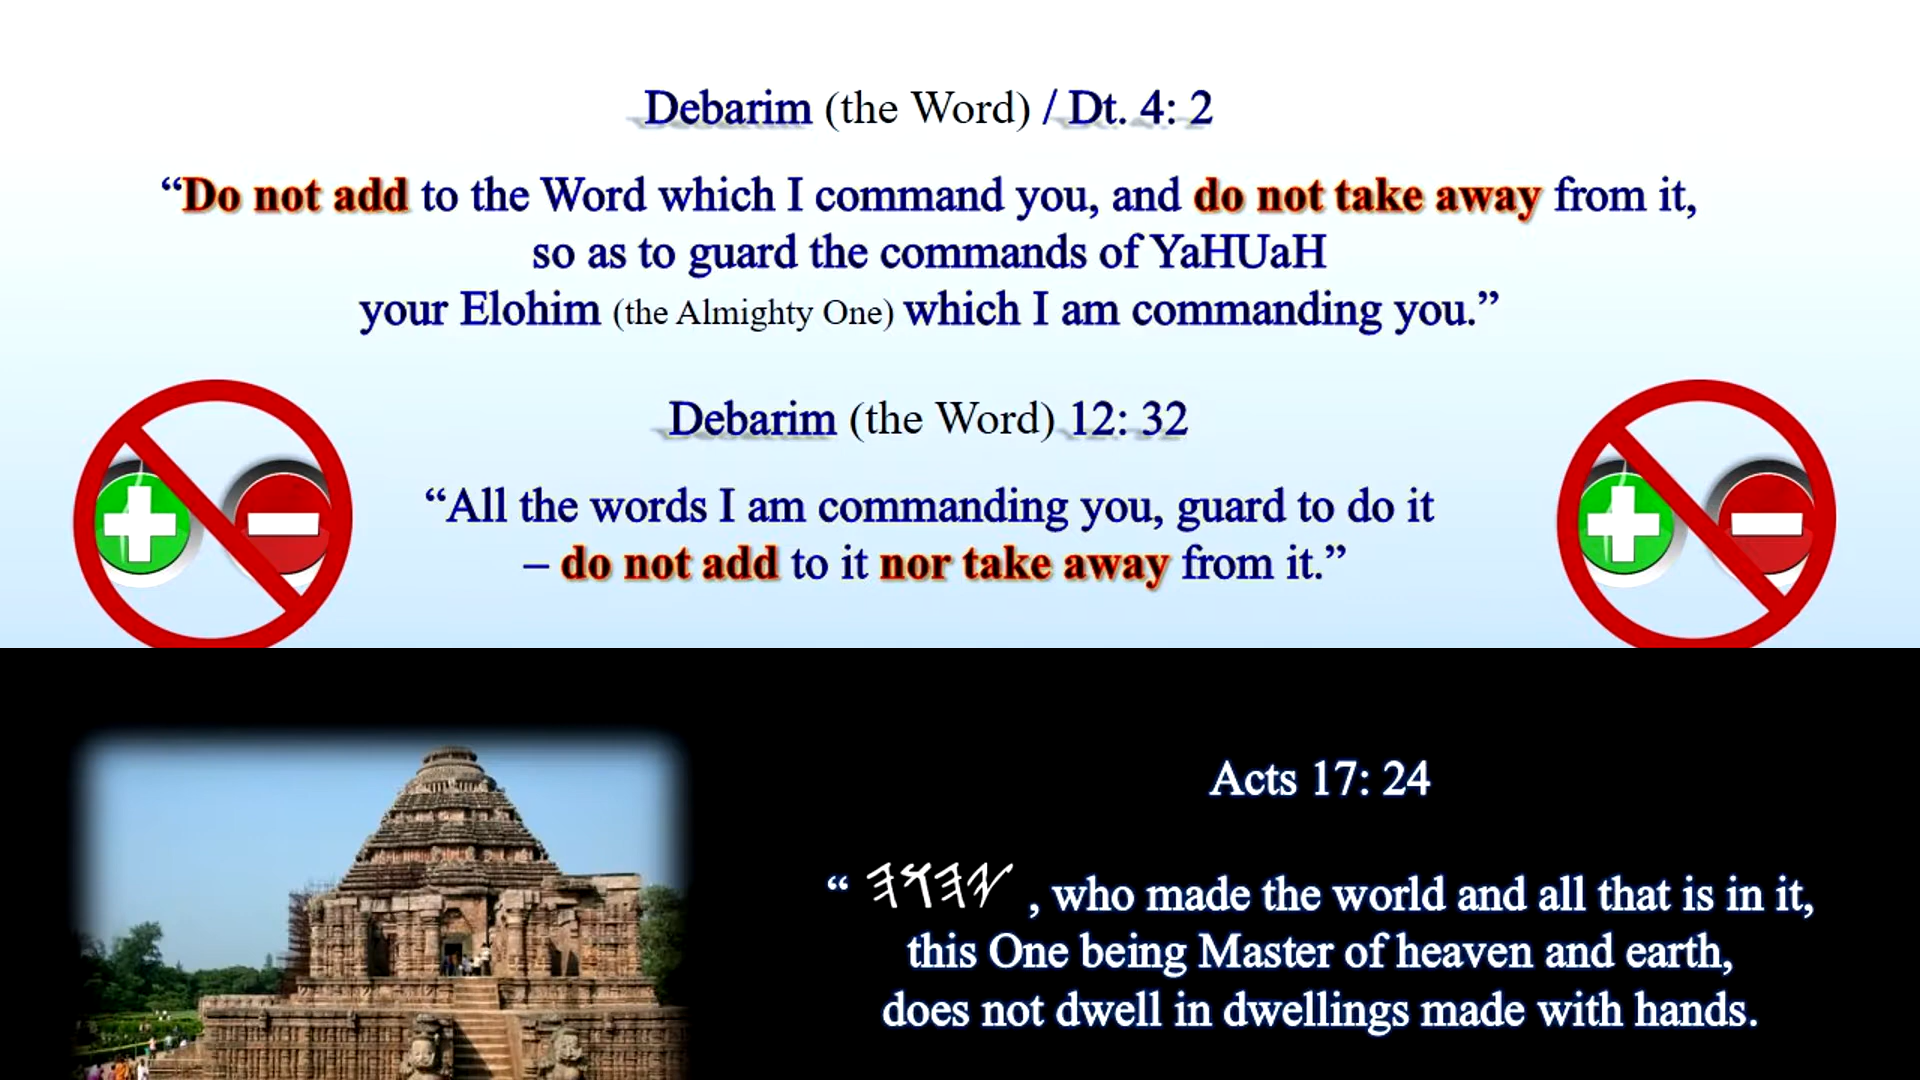 Debarim (the Word) / Dt. 4: 2
“Do not add to the Word which I command you, and do not take away from it,
so as to guard the commands of YaHUaH
your Elohim (the Almighty One) which I am commanding you.”
Debarim (the Word) 12: 32
“All the words I am commanding you, guard to do it
– do not add to it nor take away from it.”
Acts 17: 24
“ 𐤉𐤄𐤅𐤄 , who made the world and all that is in it,
this One being Master of heaven and earth,
does not dwell in dwellings made with hands.